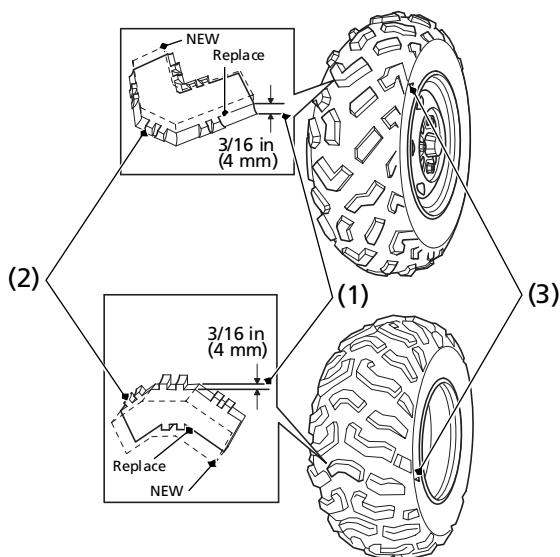 NEW
Replace
3/16 in
(4 mm)
(2)
(1)
(3)
3/16 in
(4 mm)
Replace
NEW